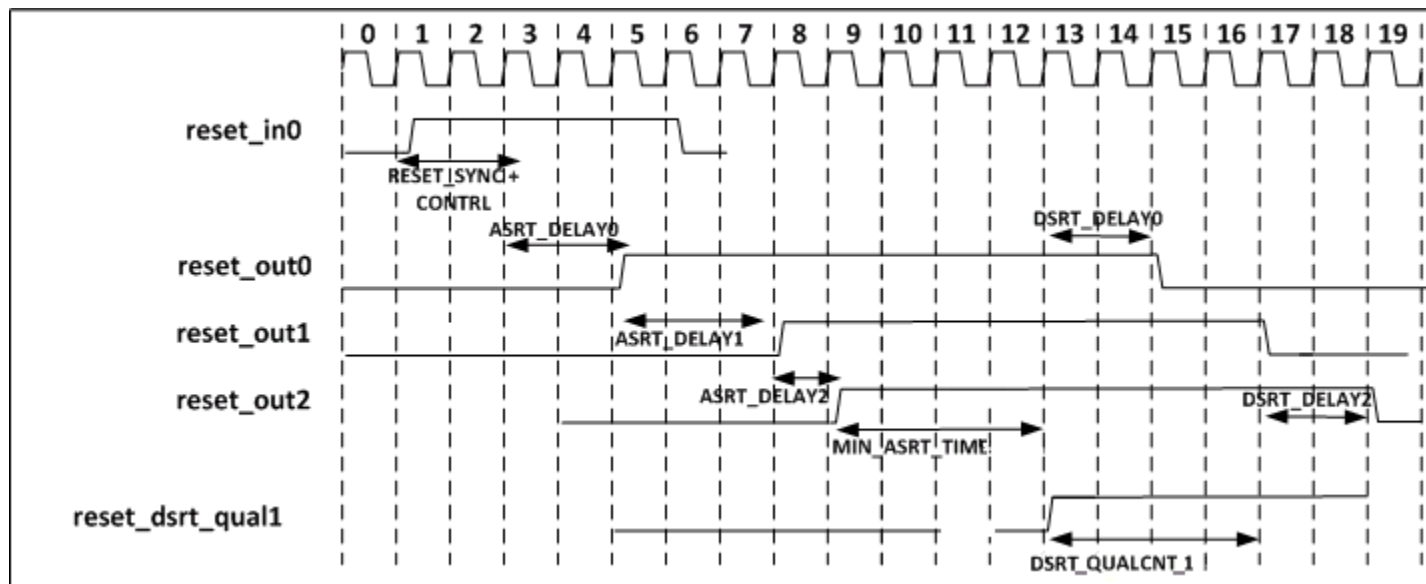 0 1 2 3 4 5 6 7 8 9 10 11 12 13 14 15 16 17 18 19
reset_in0
RESET_SYNC+
CONTRL
ASRT_DELAY0
DSRT_DELAY0
reset_out0
reset_out1
ASRT_DELAY1
ASRT_DELAY2
reset_out2
DSRT_DELAY2
MIN_ASRT_TIME
reset_dsrt_qual1
DSRT_QUALCNT_1